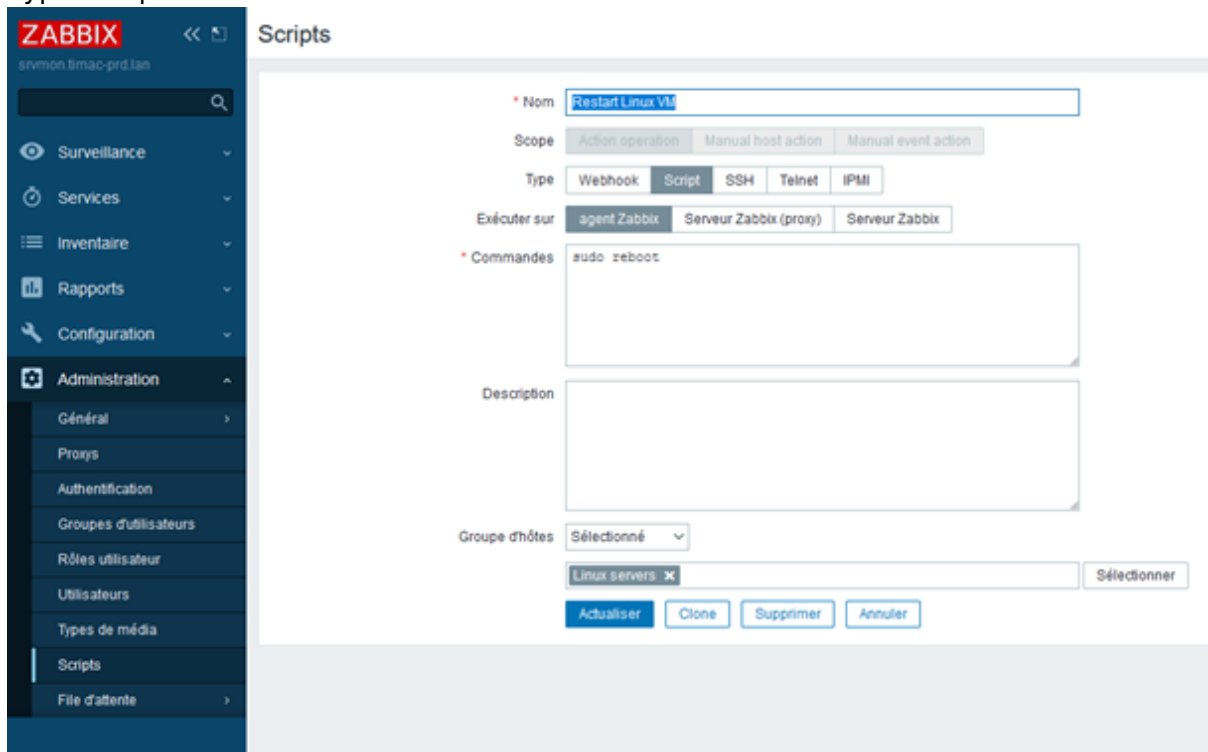 ZABBIX
srvmon.timac-prd.lan
Surveillance
Services
Inventaire
Rapports
Configuration
Administration
Général
Proxys
Authentification
Groupes d'utilisateurs
Rôles utilisateur
Utilisateurs
Types de média
Scripts
File d'attente
Scripts
* Nom Restart Linux VM
Scope Action operation Manual host action Manual event action
Type Webhook Script SSH Telnet IPMI
Exécuter sur agent Zabbix Serveur Zabbix (proxy) Serveur Zabbix
* Commandes sudo reboot
Description
Groupe d'hôtes Sélectionné
Linux servers Sélectionner
Actualiser Clone Supprimer Annuler